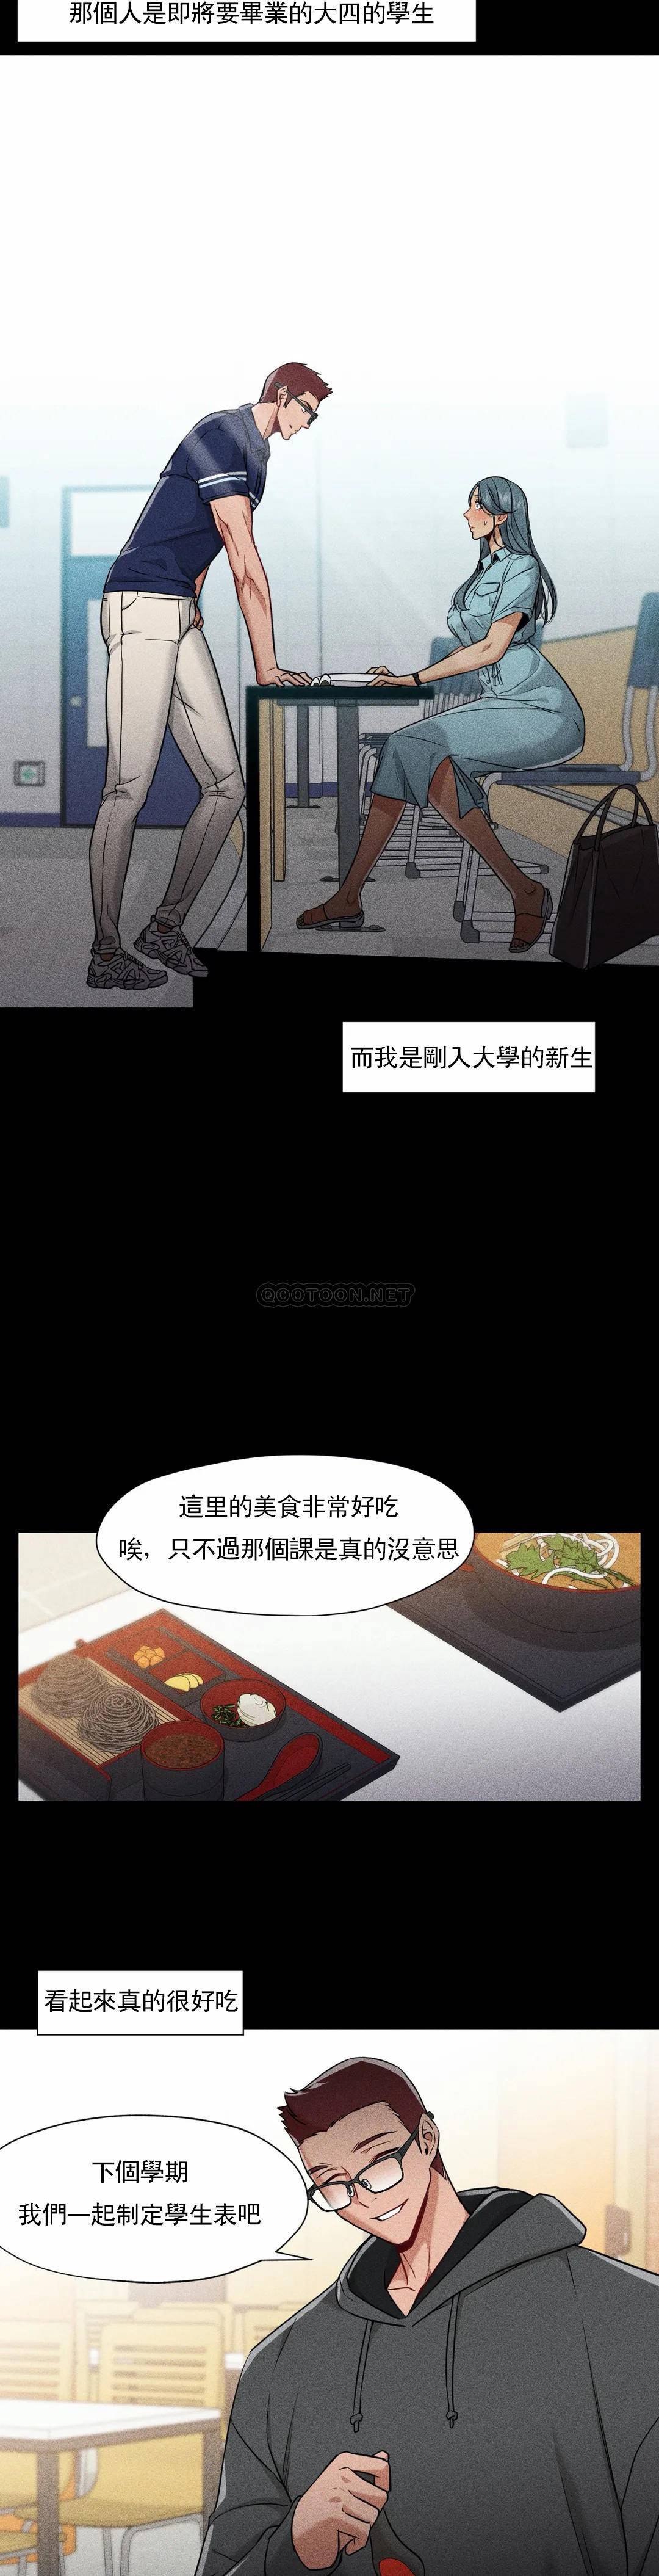 那個人是即將要畢業的大四的學生
而我是剛入大學的新生
QOOTOON.NET
這里的美食非常好吃
唉，只不過那個課是真的沒意思
看起來真的很好吃
下個學期
我們一起制定學生表吧